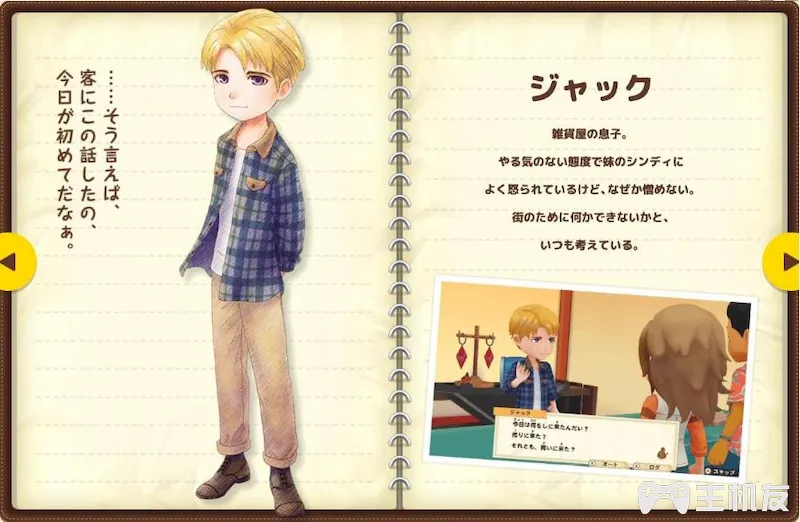 ……そう言えば、
客にこの話したの、
今日が初めてだなぁ。
ジャック
雑貨屋の息子。
やる気のない態度で妹のシンディに
よく怒られているけど、なぜか憎めない。
街のために何かできないかと、
いつも考えている。
ジャック
今日は何をしに来たんだい?
売りに来た?
それとも、買いに来た?
オート
ログ
スキップ
主机友